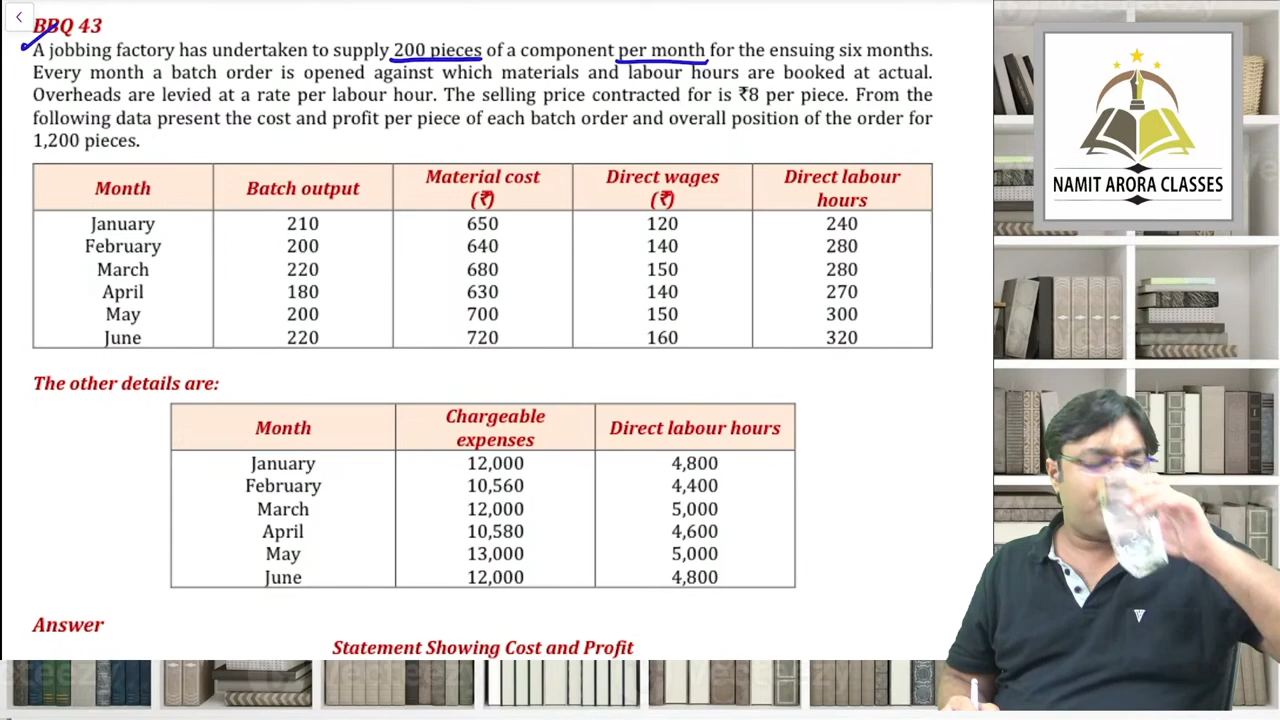 BBQ 43
A jobbing factory has undertaken to supply 200 pieces of a component per month for the ensuing six months.
Every month a batch order is opened against which materials and labour hours are booked at actual.
Overheads are levied at a rate per labour hour. The selling price contracted for is ₹8 per piece. From the
following data present the cost and profit per piece of each batch order and overall position of the order for
1,200 pieces.
Month Batch output Material cost (₹) Direct wages (₹) Direct labour hours
January 210 650 120 240
February 200 640 140 280
March 220 680 150 280
April 180 630 140 270
May 200 700 150 300
June 220 720 160 320
The other details are:
Month Chargeable expenses Direct labour hours
January 12,000 4,800
February 10,560 4,400
March 12,000 5,000
April 10,580 4,600
May 13,000 5,000
June 12,000 4,800
Answer
Statement Showing Cost and Profit
NAMIT ARORA CLASSES